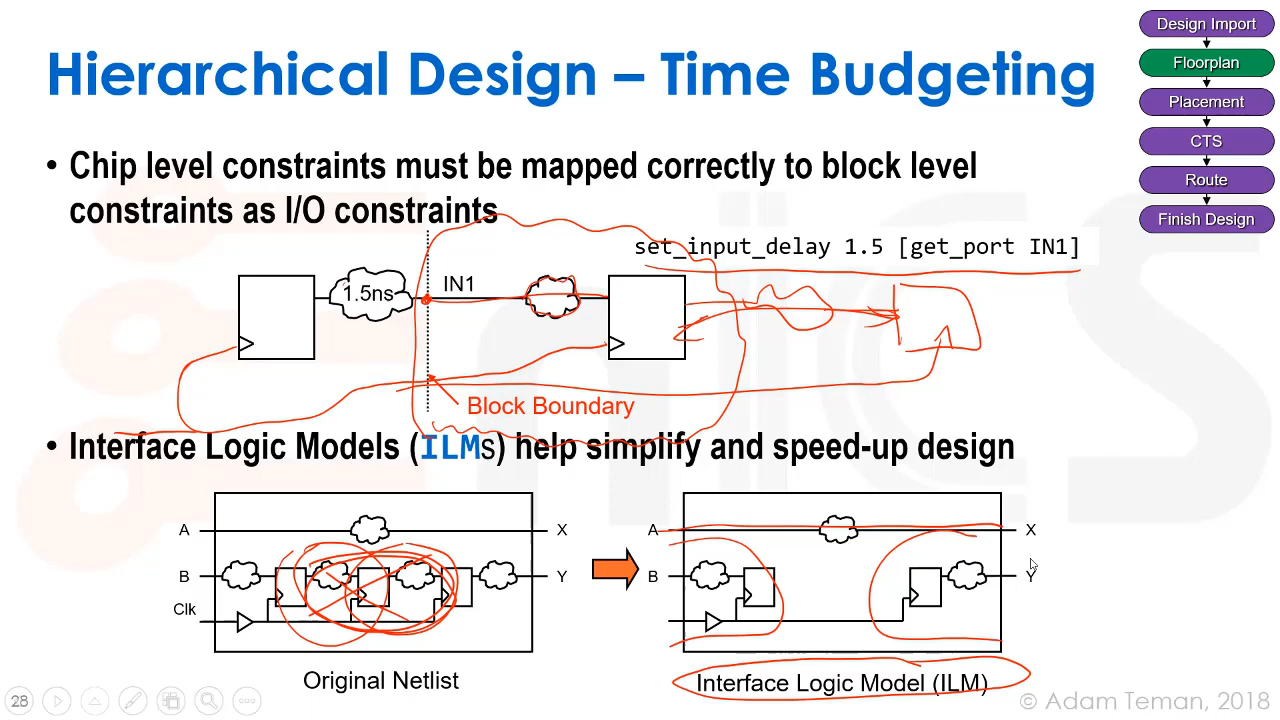 Hierarchical Design – Time Budgeting
Design Import
Floorplan
Placement
CTS
Route
Finish Design
• Chip level constraints must be mapped correctly to block level
constraints as I/O constraints
set_input_delay 1.5 [get_port IN1]
1.5ns
IN1
Block Boundary
• Interface Logic Models (ILMs) help simplify and speed-up design
A
X
B
Y
Clk
Original Netlist
A
X
B
Y
Interface Logic Model (ILM)
28
© Adam Teman, 2018